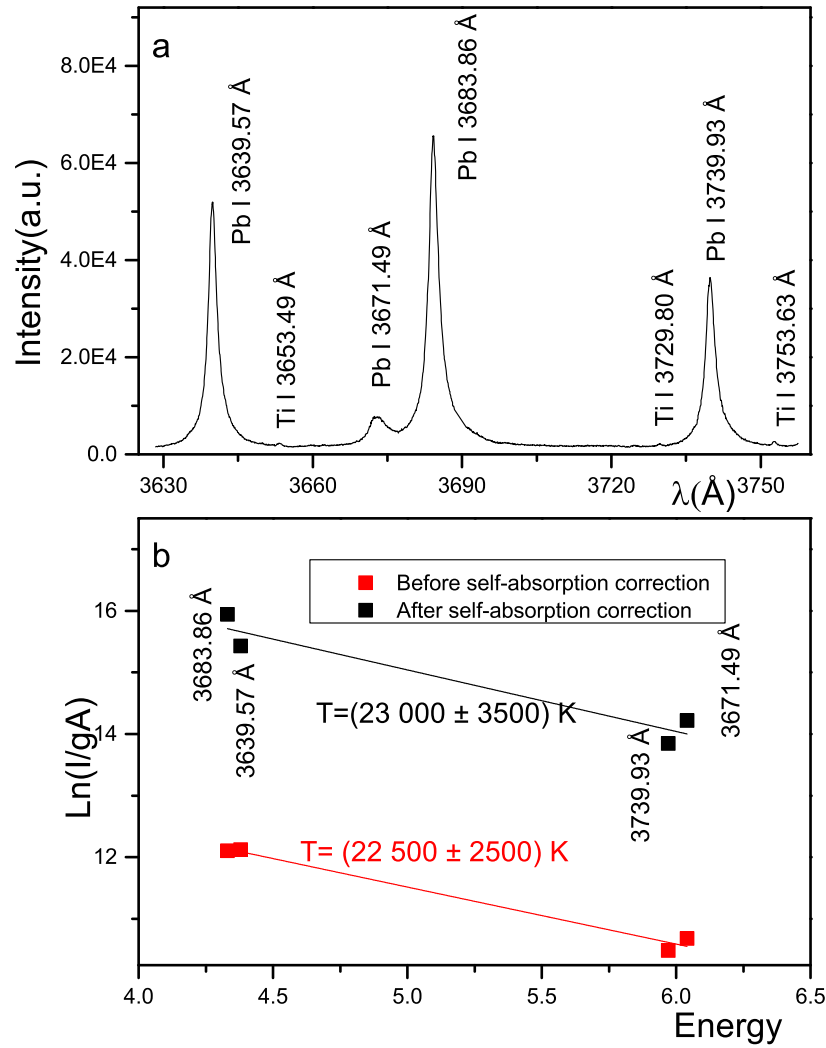 a
8.0E4
6.0E4
4.0E4
2.0E4
0.0
Intensity(a.u.)
Pb I 3639.57 Å
Ti I 3653.49 Å
Pb I 3671.49 Å
Pb I 3683.86 Å
Ti I 3729.80 Å
Pb I 3739.93 Å
Ti I 3753.63 Å
3630
3660
3690
3720
3750
λ(Å)
b
Before self-absorption correction
After self-absorption correction
16
14
12
Ln(I/gA)
3683.86 Å
3639.57 Å
T=(23 000 ± 3500) K
3739.93 Å
3671.49 Å
T= (22 500 ± 2500) K
4.0
4.5
5.0
5.5
6.0
6.5
Energy